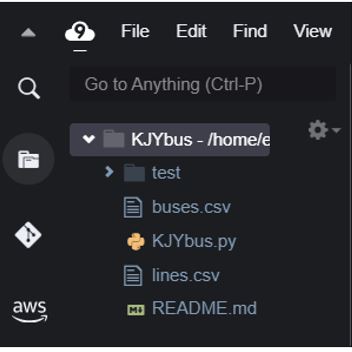 9 File Edit Find View
Go to Anything (Ctrl-P)
KJYbus - /home/e
test
buses.csv
KJYbus.py
lines.csv
aws
README.md